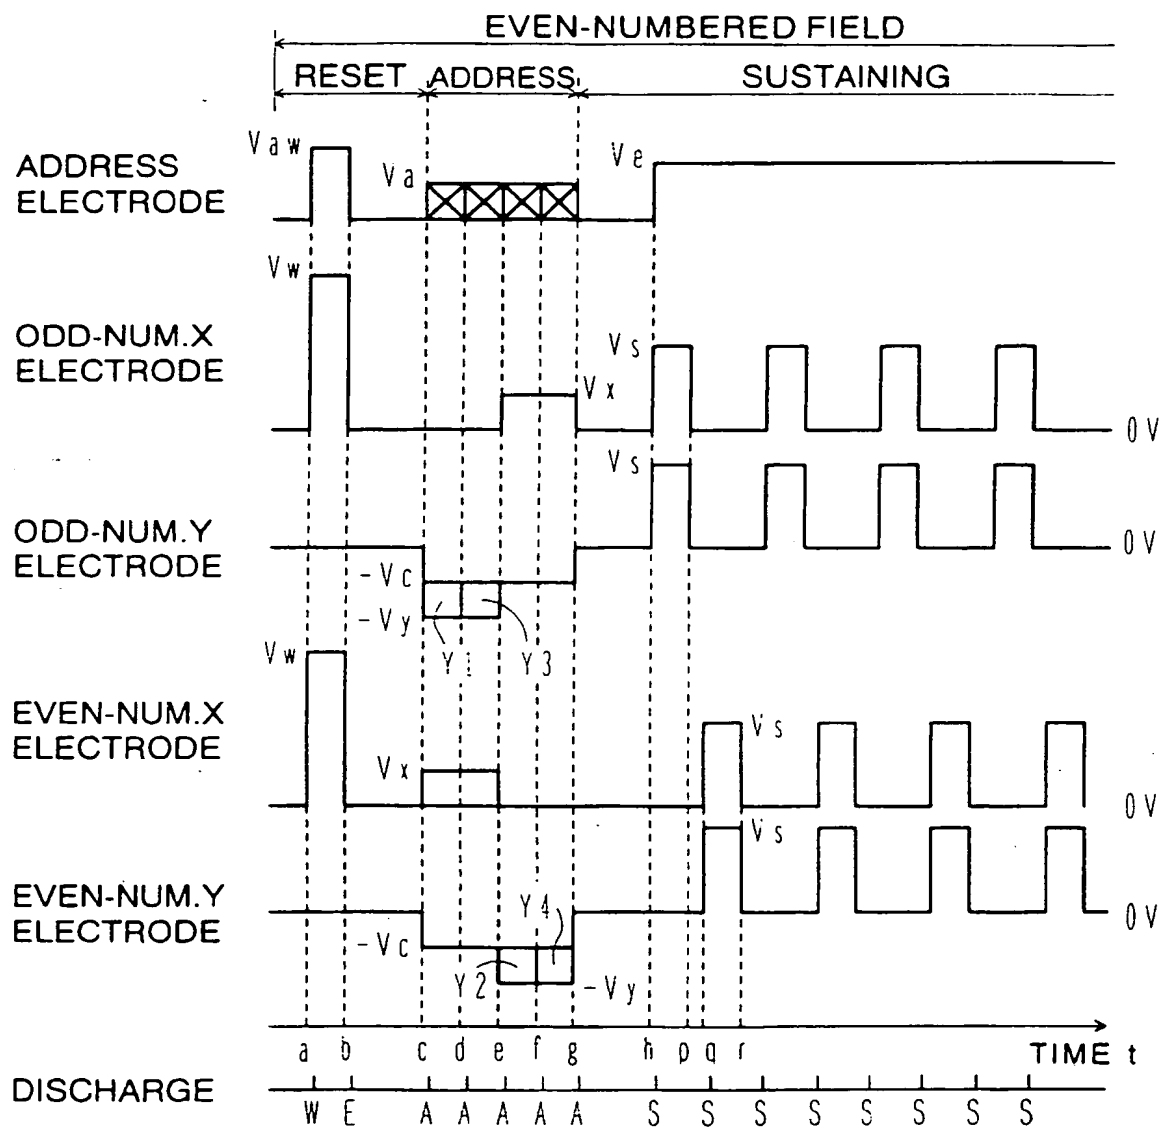 EVEN-NUMBERED FIELD
RESET ADDRESS SUSTAINING
ADDRESS
ELECTRODE
Vaw
Va
Ve
ODD-NUM.X
ELECTRODE
Vw
Vs
Vx
0V
ODD-NUM.Y
ELECTRODE
Vs
0V
-Vc
-Vy
Y1 Y3
EVEN-NUM.X
ELECTRODE
Vw
Vx
Vs
0V
EVEN-NUM.Y
ELECTRODE
Vs
0V
-Vc
Y4
Y2
-Vy
a b c d e f g h p q r
TIME t
DISCHARGE
W E A A A A A S S S S S S S S